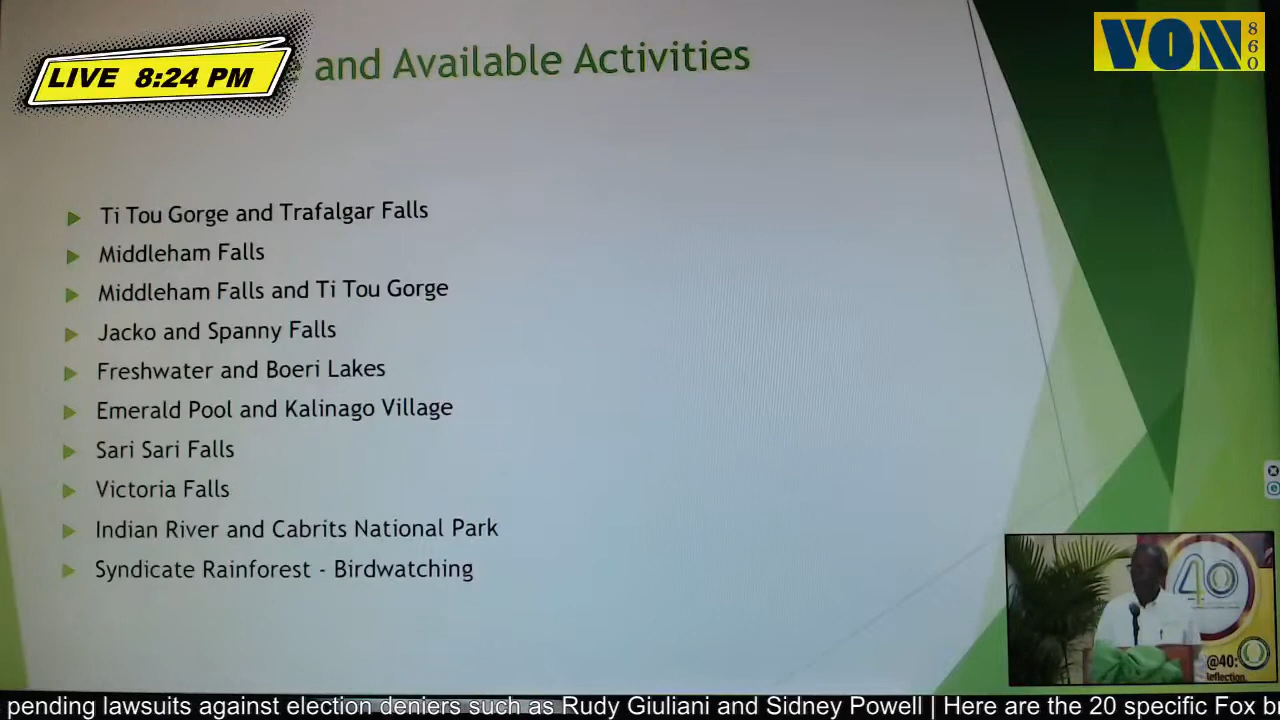 LIVE 8:24 PM
and Available Activities
VON
860
Ti Tou Gorge and Trafalgar Falls
Middleham Falls
Middleham Falls and Ti Tou Gorge
Jacko and Spanny Falls
Freshwater and Boeri Lakes
Emerald Pool and Kalinago Village
Sari Sari Falls
Victoria Falls
Indian River and Cabrits National Park
Syndicate Rainforest - Birdwatching
40
@40:
pending lawsuits against election deniers such as Rudy Giuliani and Sidney Powell | Here are the 20 specific Fox b